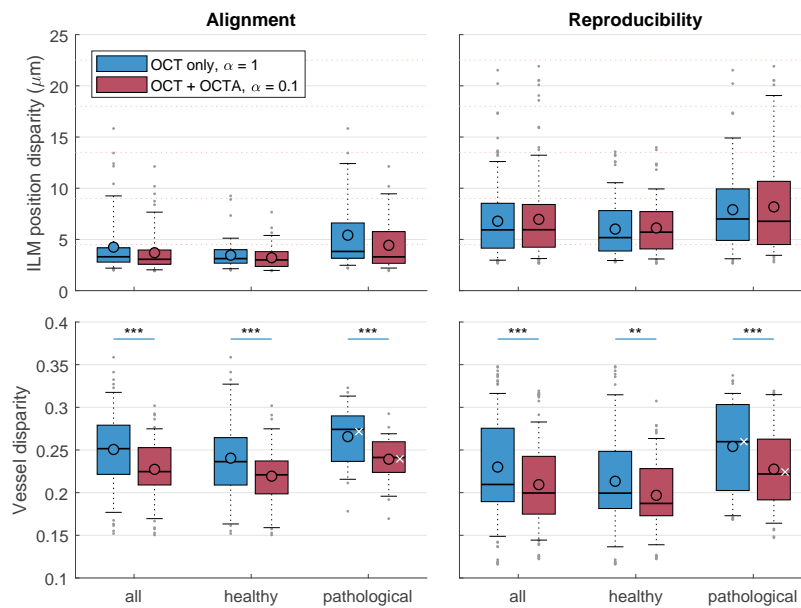 Alignment
Reproducibility
ILM position disparity (μm)
25
20
15
10
5
0
OCT only, α = 1
OCT + OCTA, α = 0.1
Vessel disparity
0.4
0.35
0.3
0.25
0.2
0.15
0.1
*** *** ***
*** ** ***
all healthy pathological
all healthy pathological